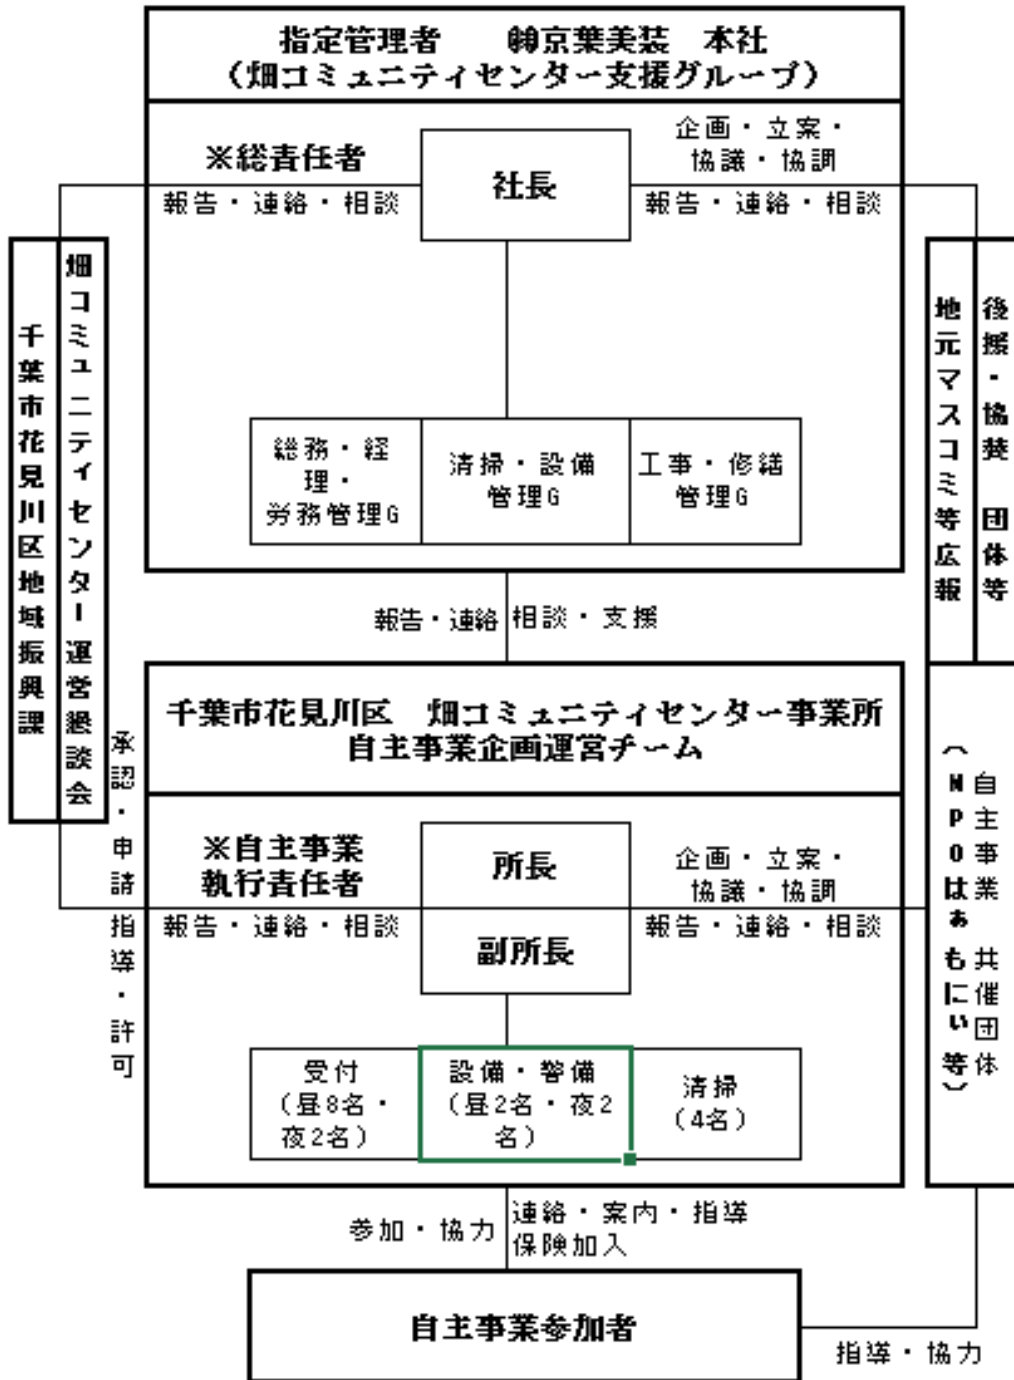 指定管理者　㈱京葉美装　本社
（畑コミュニティセンター支援グループ）
※総責任者
報告・連絡・相談
社長
企画・立案・
協議・協調
報告・連絡・相談
総務・経
理・
労務管理G
清掃・設備
管理G
工事・修繕
管理G
千葉市花見川区地域振興課
畑コミュニティセンター運営懇談会
地元マスコミ等広報
後援・協賛　団体等
報告・連絡
相談・支援
千葉市花見川区　畑コミュニティセンター事業所
自主事業企画運営チーム
承認・申請
指導・許可
※自主事業
執行責任者
報告・連絡・相談
所長
副所長
企画・立案・
協議・協調
報告・連絡・相談
自主事業　共催団体
（NPOはぁもにい等）
受付
（昼8名・
夜2名）
設備・警備
（昼2名・夜2
名）
清掃
（4名）
参加・協力
連絡・案内・指導
保険加入
自主事業参加者
指導・協力